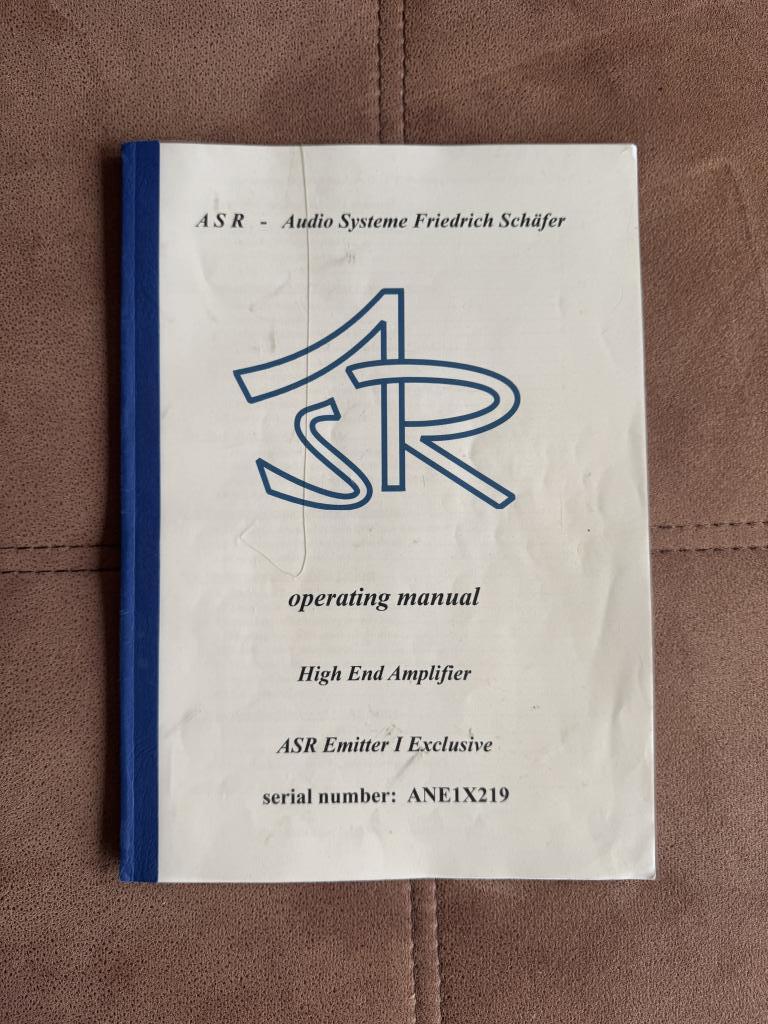 A S R - Audio Systeme Friedrich Schäfer
ASR
operating manual
High End Amplifier
ASR Emitter I Exclusive
serial number: ANE1X219